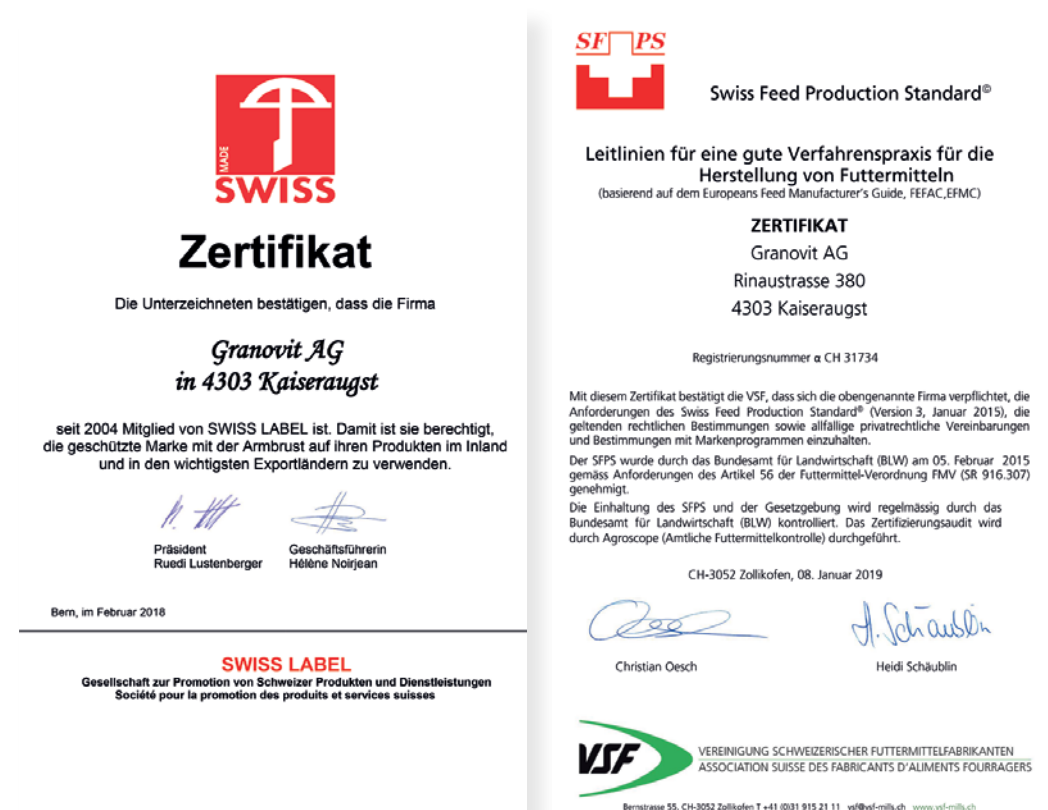 MADE
SWISS
Zertifikat
Die Unterzeichneten bestätigen, dass die Firma
Granovit AG
in 4303 Kaiseraugst
seit 2004 Mitglied von SWISS LABEL ist. Damit ist sie berechtigt,
die geschützte Marke mit der Armbrust auf ihren Produkten im Inland
und in den wichtigsten Exportländern zu verwenden.
Präsident
Ruedi Lustenberger
Geschäftsführerin
Hélène Noirjean
Bern, im Februar 2018
SWISS LABEL
Gesellschaft zur Promotion von Schweizer Produkten und Dienstleistungen
Société pour la promotion des produits et services suisses
SF PS
Swiss Feed Production Standard©
Leitlinien für eine gute Verfahrenspraxis für die
Herstellung von Futtermitteln
(basierend auf dem Europeans Feed Manufacturer's Guide, FEFAC,EFMC)
ZERTIFIKAT
Granovit AG
Rinaustrasse 380
4303 Kaiseraugst
Registrierungsnummer α CH 31734
Mit diesem Zertifikat bestätigt die VSF, dass sich die obengenannte Firma verpflichtet, die
Anforderungen des Swiss Feed Production Standard® (Version 3, Januar 2015), die
geltenden rechtlichen Bestimmungen sowie allfällige privatrechtliche Vereinbarungen
und Bestimmungen mit Markenprogrammen einzuhalten.
Der SFPS wurde durch das Bundesamt für Landwirtschaft (BLW) am 05. Februar 2015
gemäss Anforderungen des Artikel 56 der Futtermittel-Verordnung FMV (SR 916.307)
genehmigt.
Die Einhaltung des SFPS und der Gesetzgebung wird regelmässig durch das
Bundesamt für Landwirtschaft (BLW) kontrolliert. Das Zertifizierungsaudit wird
durch Agroscope (Amtliche Futtermittelkontrolle) durchgeführt.
CH-3052 Zollikofen, 08. Januar 2019
H. Schäublin
Christian Oesch
Heidi Schäublin
VSF
VEREINIGUNG SCHWEIZERISCHER FUTTERMITTELFABRIKANTEN
ASSOCIATION SUISSE DES FABRICANTS D'ALIMENTS FOURRAGERS
Bernstrasse 55, CH-3052 Zollikofen T +41 (0)31 915 21 11 vsf@vsf-mills.ch www.vsf-mills.ch